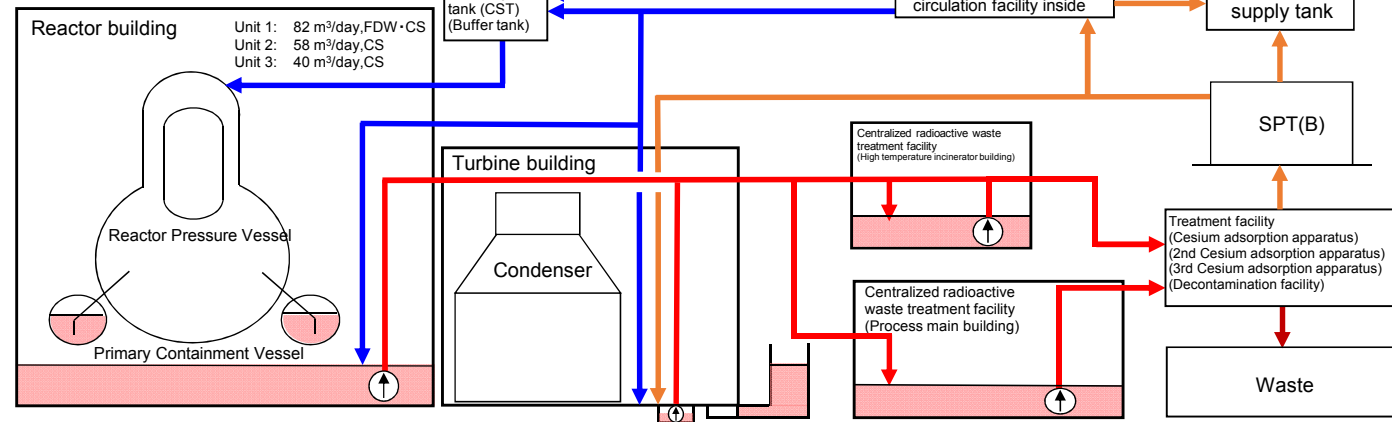 tank (CST)
(Buffer tank)
circulation facility inside
supply tank
Reactor building
Unit 1: 82 m³/day,FDW・CS
Unit 2: 58 m³/day,CS
Unit 3: 40 m³/day,CS
SPT(B)
Centralized radioactive waste
treatment facility
(High temperature incinerator building)
Turbine building
Reactor Pressure Vessel
Condenser
Treatment facility
(Cesium adsorption apparatus)
(2nd Cesium adsorption apparatus)
(3rd Cesium adsorption apparatus)
(Decontamination facility)
Centralized radioactive
waste treatment facility
(Process main building)
Primary Containment Vessel
Waste